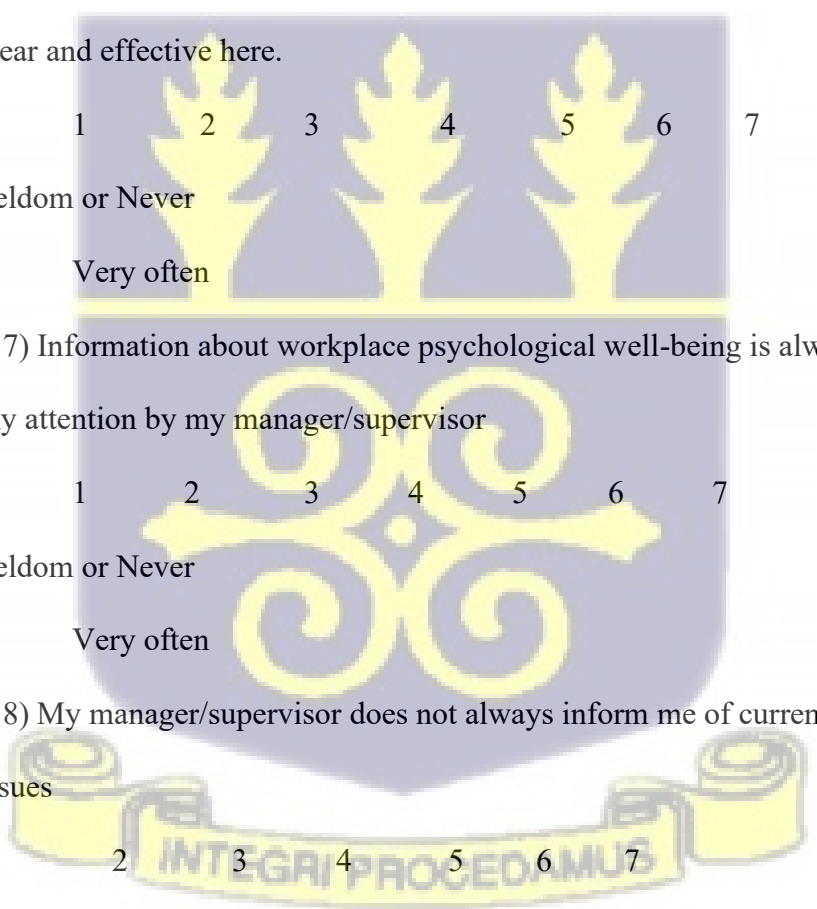 ear and effective here.
1 2 3 4 5 6 7
eldom or Never
Very often
7) Information about workplace psychological well-being is alw
y attention by my manager/supervisor
1 2 3 4 5 6 7
eldom or Never
Very often
8) My manager/supervisor does not always inform me of curren
sues
2 3 4 5 6 7
INTEGRI PROCEDAMUS